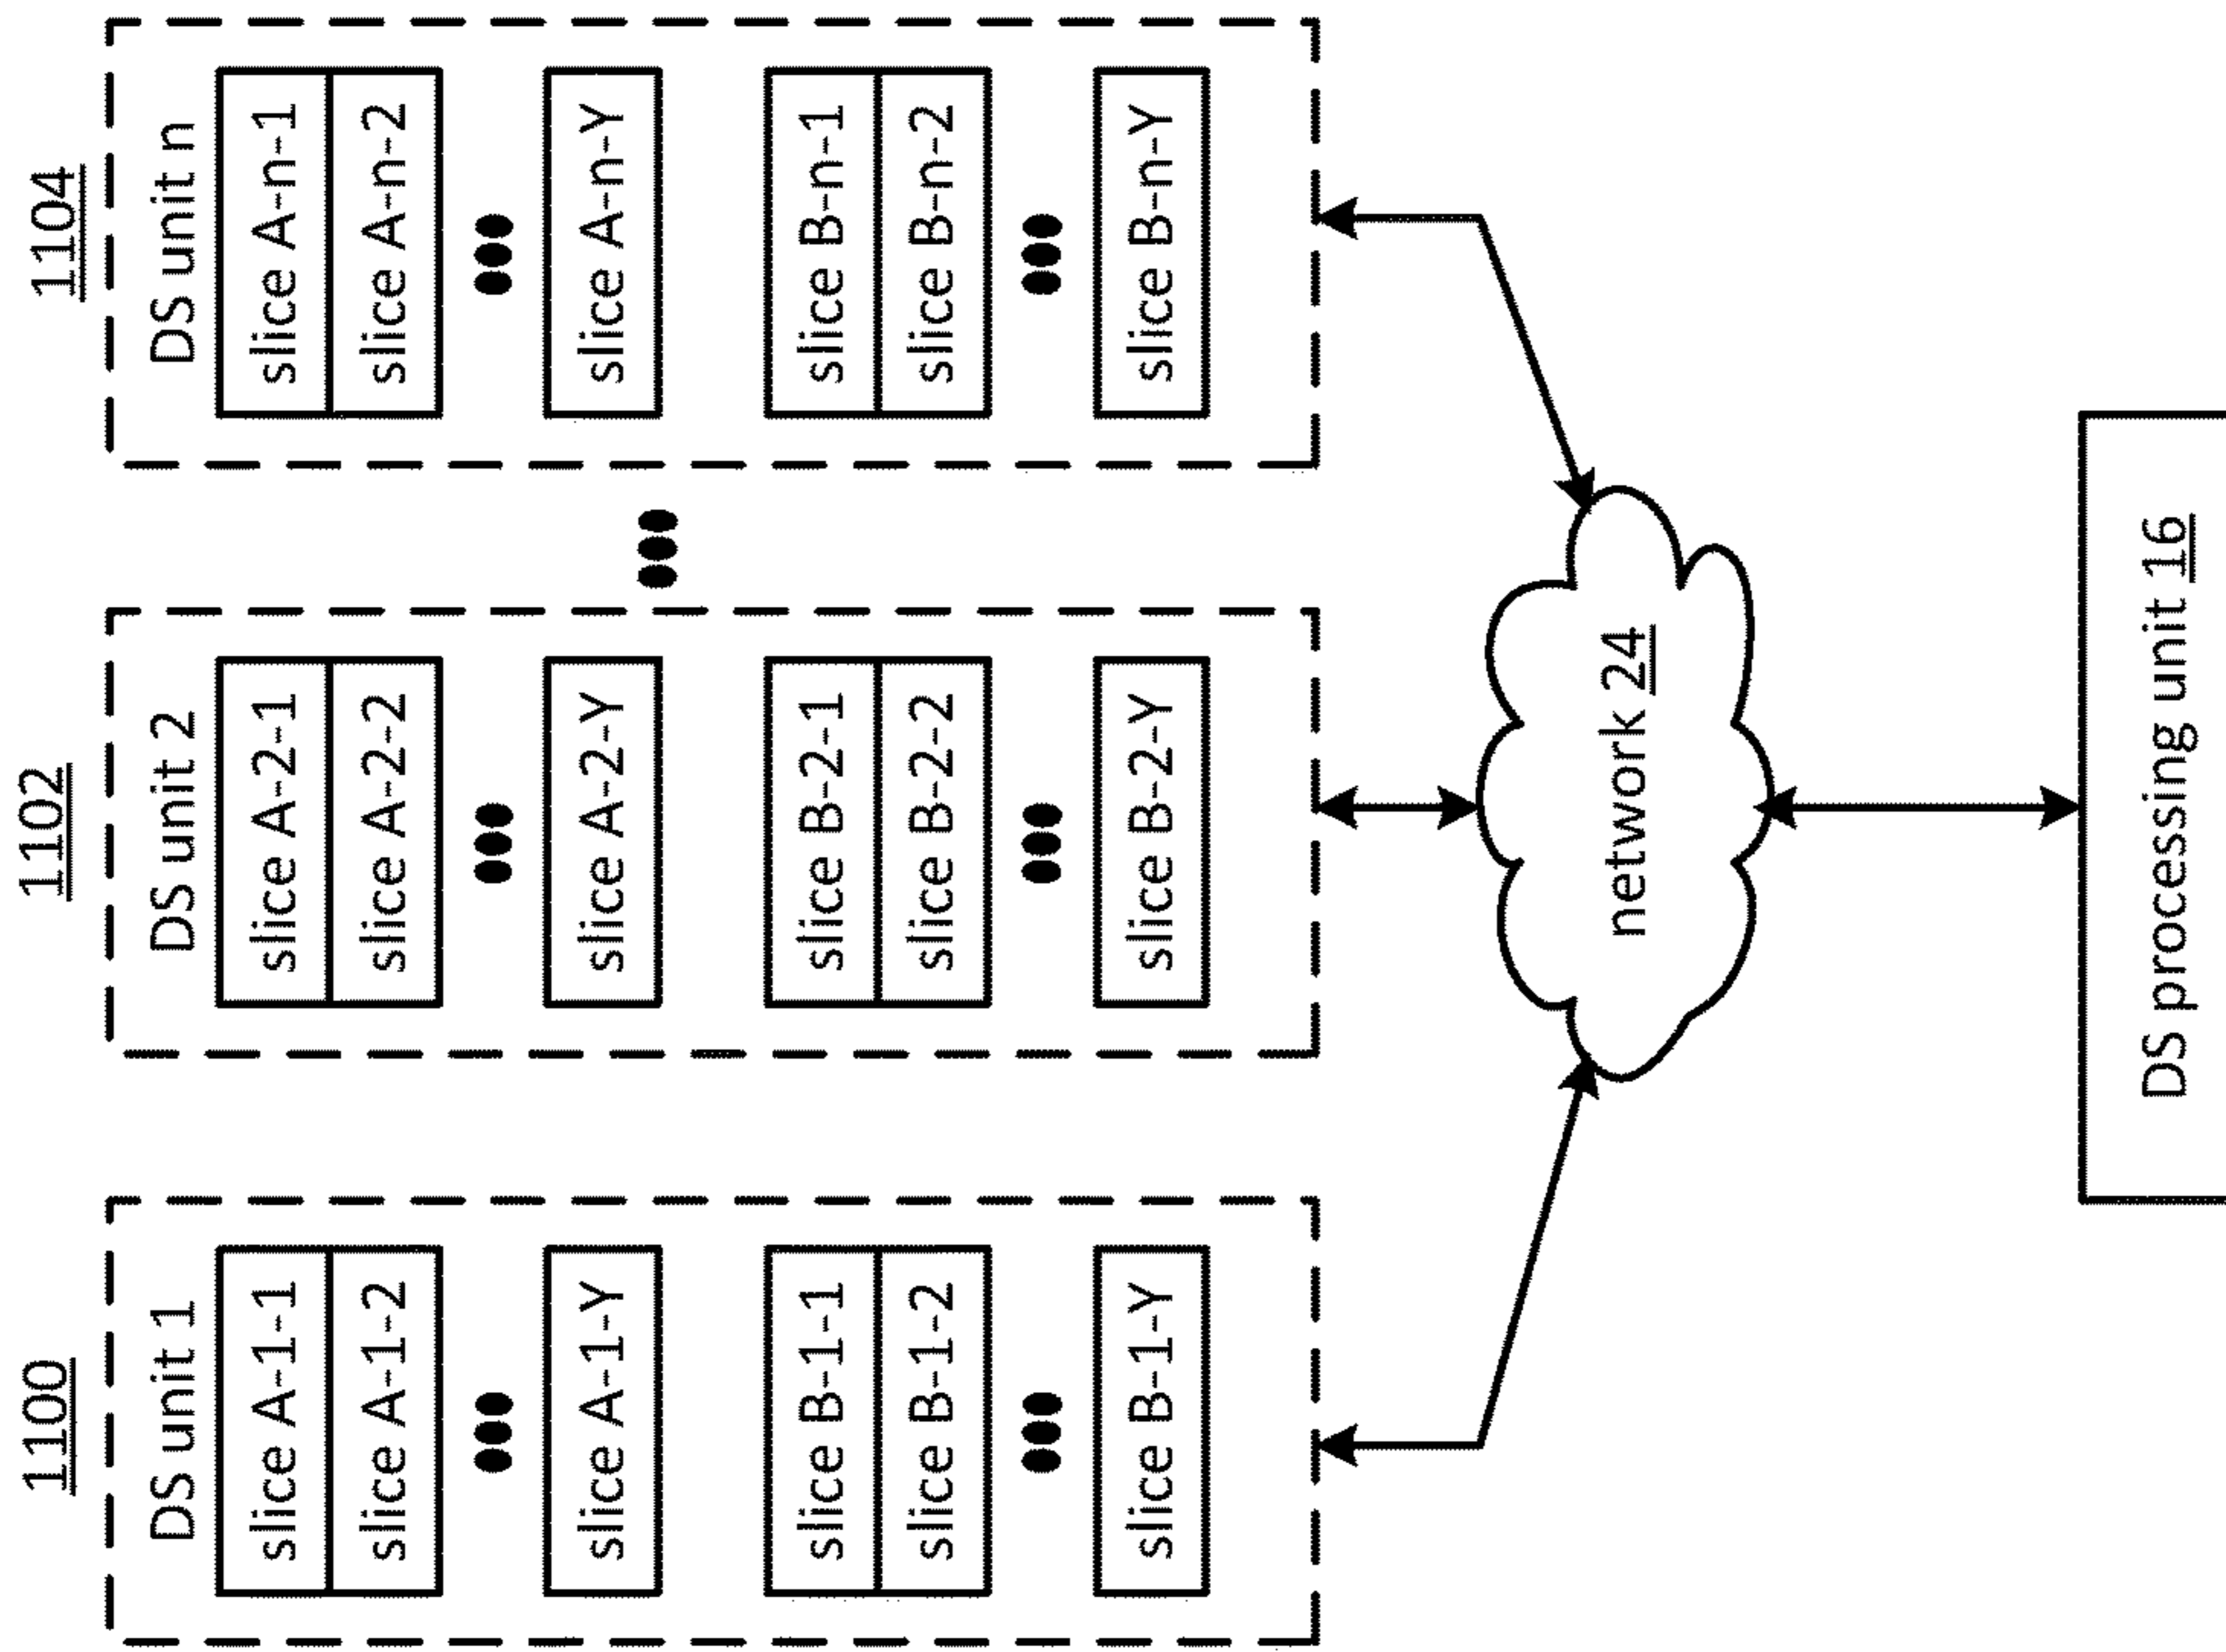 1100
DS unit 1
slice A-1-1
slice A-1-2
slice A-1-Y
slice B-1-1
slice B-1-2
slice B-1-Y
1102
DS unit 2
slice A-2-1
slice A-2-2
slice A-2-Y
slice B-2-1
slice B-2-2
slice B-2-Y
1104
DS unit n
slice A-n-1
slice A-n-2
slice A-n-Y
slice B-n-1
slice B-n-2
slice B-n-Y
network 24
DS processing unit 16